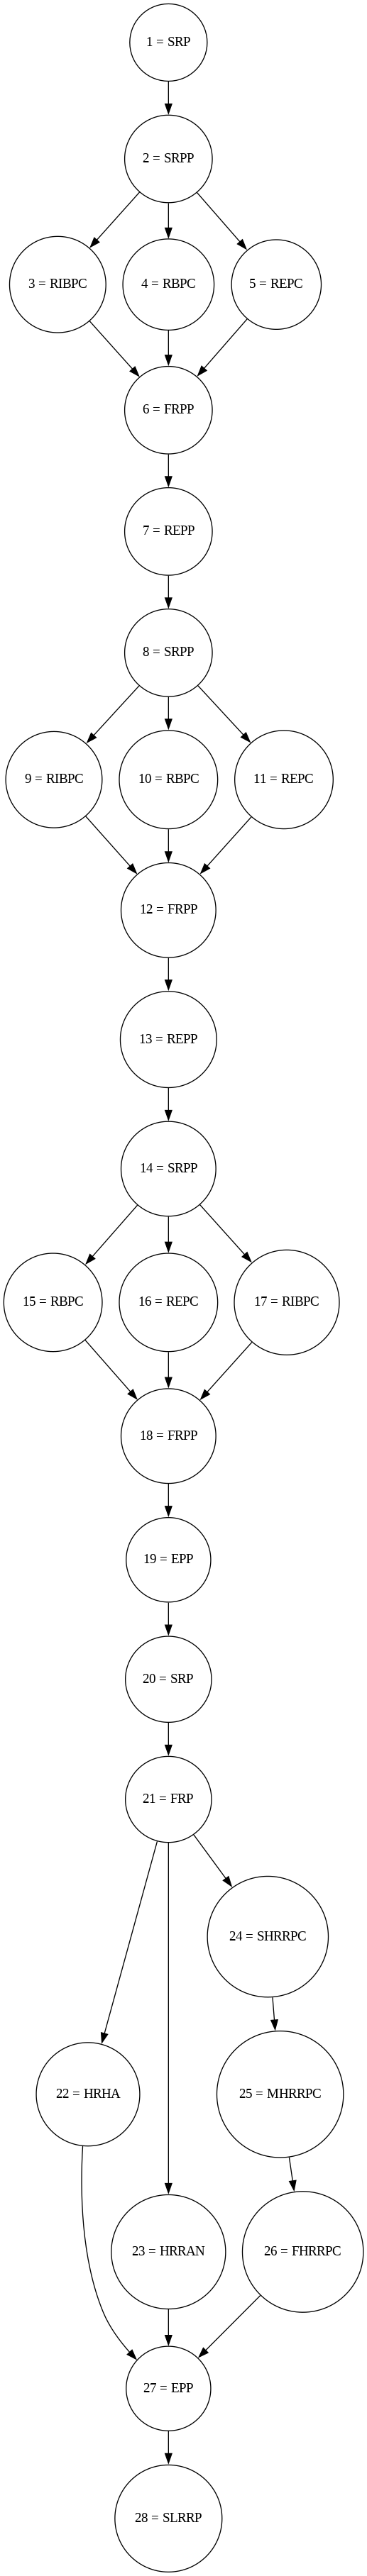 1 = SRP
2 = SRPP
3 = RIBPC
4 = RBPC
5 = REPC
6 = FRPP
7 = REPP
8 = SRPP
9 = RIBPC
10 = RBPC
11 = REPC
12 = FRPP
13 = REPP
14 = SRPP
15 = RBPC
16 = REPC
17 = RIBPC
18 = FRPP
19 = EPP
20 = SRP
21 = FRP
24 = SHRRPC
22 = HRHA
25 = MHRRPC
23 = HRRAN
26 = FHRRPC
27 = EPP
28 = SLRRP